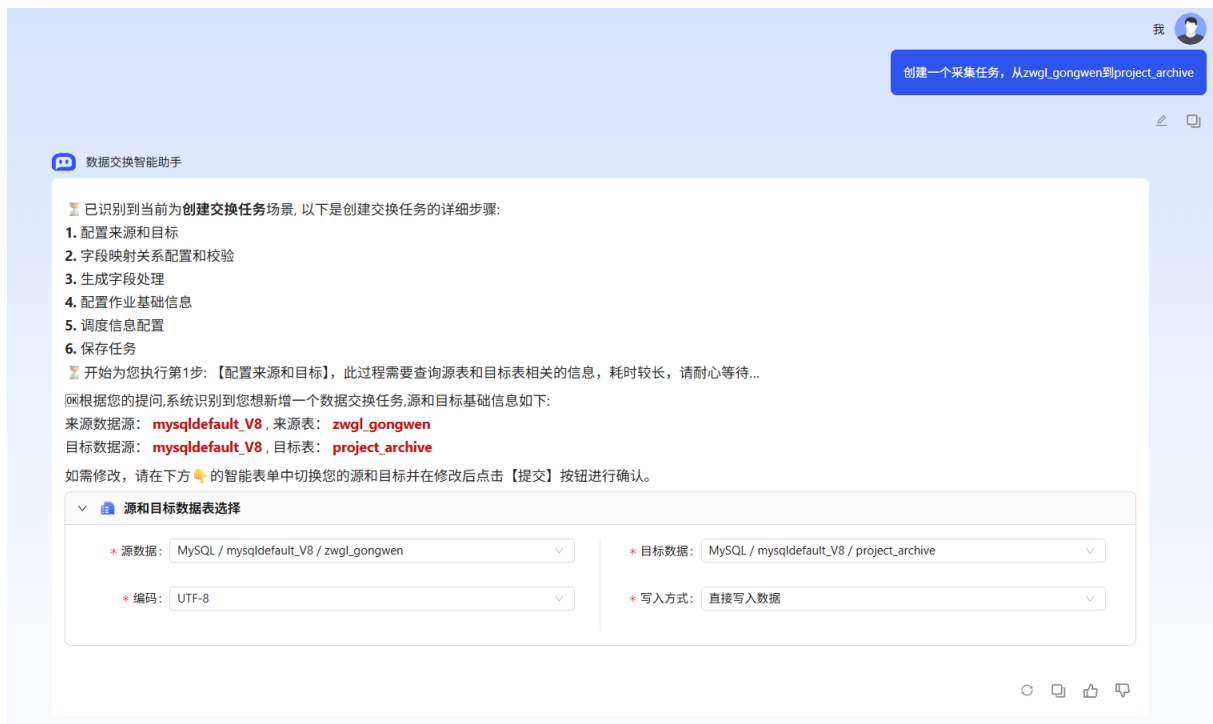 我
创建一个采集任务，从zwgl_gongwen到project_archive
数据交换智能助手
⏳ 已识别到当前为创建交换任务场景, 以下是创建交换任务的详细步骤:
1. 配置来源和目标
2. 字段映射关系配置和校验
3. 生成字段处理
4. 配置作业基础信息
5. 调度信息配置
6. 保存任务
⏳ 开始为您执行第1步: 【配置来源和目标】，此过程需要查询源表和目标表相关的信息，耗时较长，请耐心等待...
🆗根据您的提问,系统识别到您想新增一个数据交换任务,源和目标基础信息如下:
来源数据源： mysqldefault_V8 , 来源表： zwgl_gongwen
目标数据源： mysqldefault_V8 , 目标表： project_archive
如需修改，请在下方👇的智能表单中切换您的源和目标并在修改后点击【提交】按钮进行确认。
源和目标数据表选择
* 源数据: MySQL / mysqldefault_V8 / zwgl_gongwen
* 目标数据: MySQL / mysqldefault_V8 / project_archive
* 编码: UTF-8
* 写入方式: 直接写入数据